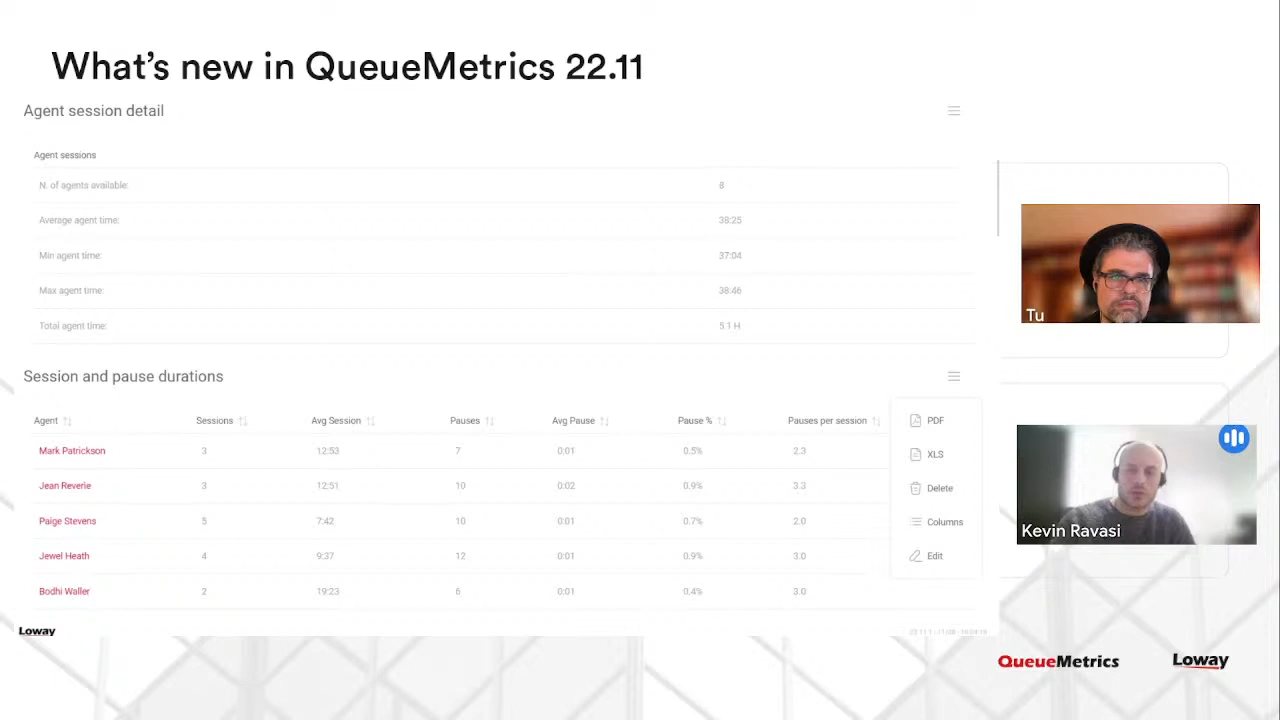 What's new in QueueMetrics 22.11
Agent session detail
Agent sessions
N. of agents available: 8
Average agent time: 38:25
Min agent time: 37:04
Max agent time: 38:46
Total agent time: 5.1 H
Session and pause durations
Agent Sessions Avg Session Pauses Avg Pause Pause % Pauses per session
Mark Patrickson 3 12:53 7 0:01 0.5% 2.3
Jean Reverie 3 12:51 10 0:02 0.9% 3.3
Paige Stevens 5 7:42 10 0:01 0.7% 2.0
Jewel Heath 4 9:37 12 0:01 0.9% 3.0
Bodhi Waller 2 19:23 6 0:01 0.4% 3.0
PDF
XLS
Delete
Columns
Edit
Tu
Kevin Ravasi
Loway
QueueMetrics Loway